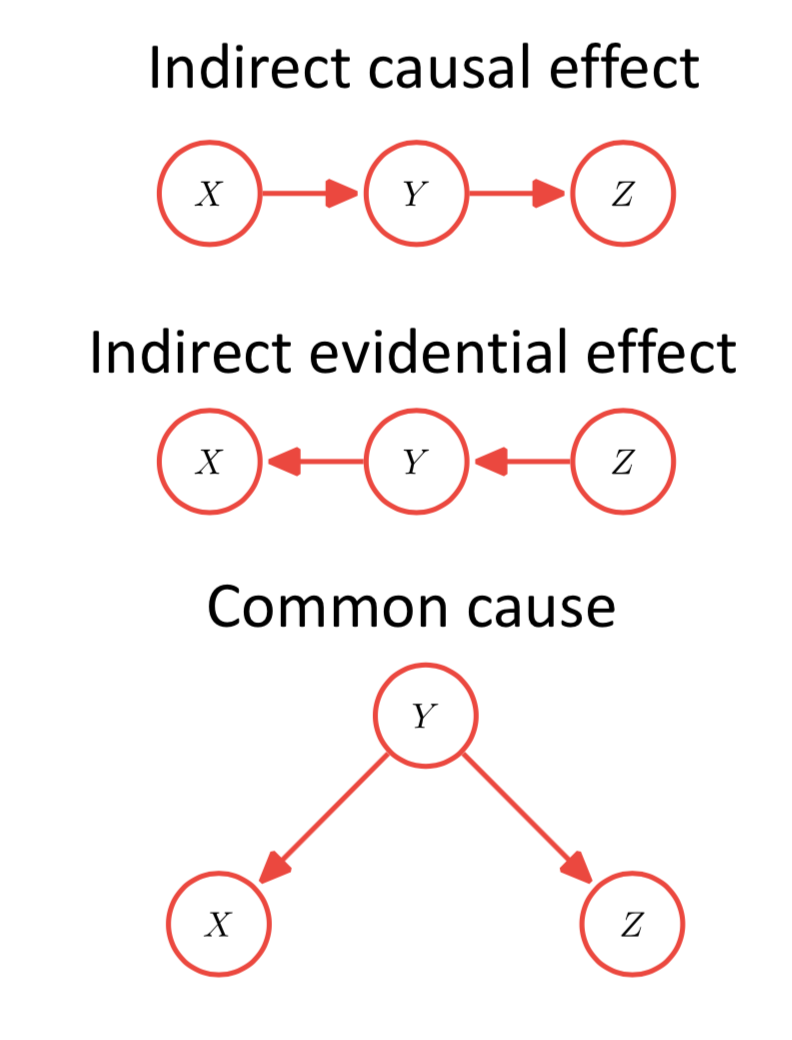 Indirect causal effect
X Y Z
Indirect evidential effect
X Y Z
Common cause
Y
X Z